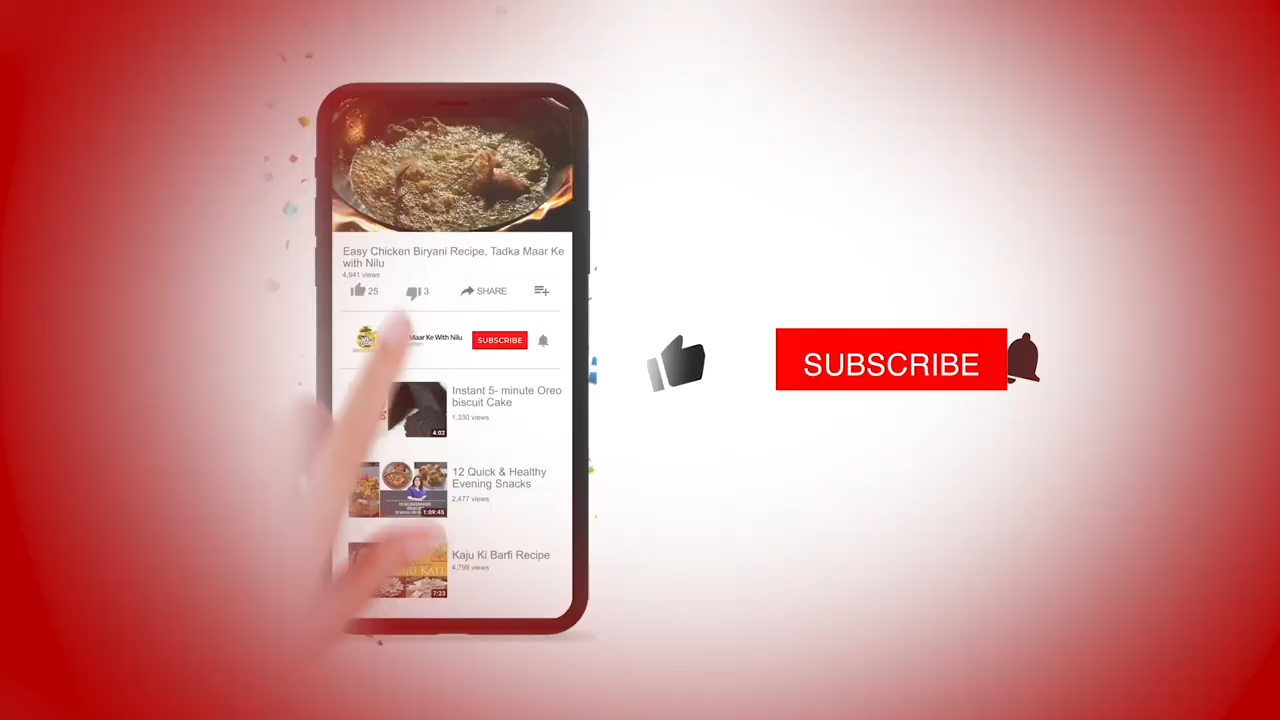 Easy Chicken Biryani Recipe, Tadka Maar Ke
with Nilu
4,941 views
25
3
SHARE
Maar Ke With Nilu
SUBSCRIBE
Instant 5- minute Oreo
biscuit Cake
1,330 views
4:02
12 Quick & Healthy
Evening Snacks
2,477 views
1:09:45
Kaju Ki Barfi Recipe
4,799 views
7:23
SUBSCRIBE